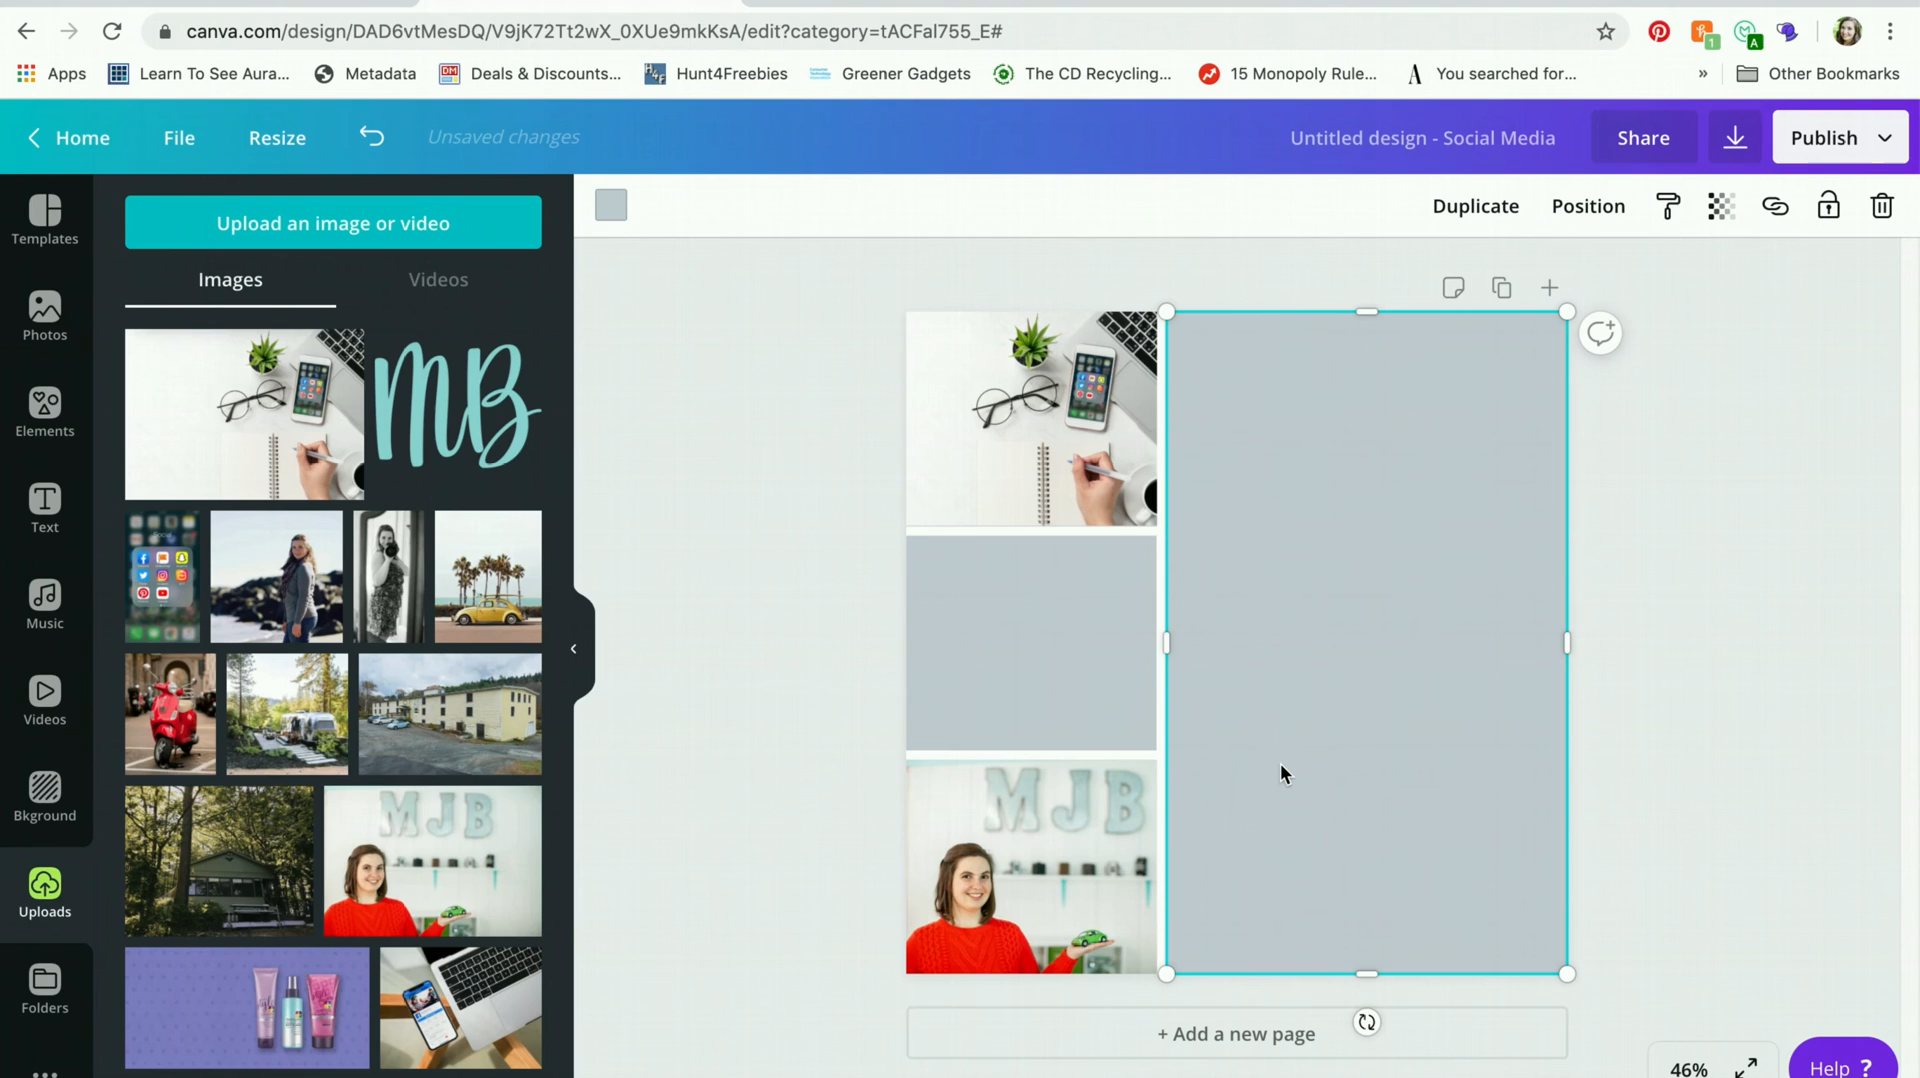 canva.com/design/DAD6vtMesDQ/V9jK72Tt2wX_0XUe9mkKsA/edit?category=tACFal755_E#
1
A
Apps
Learn To See Aura...
Metadata
DM
Deals & Discounts...
H4F
Hunt4Freebies
Greener Gadgets
The CD Recycling...
15 Monopoly Rule...
A
You searched for...
»
Other Bookmarks
Home
File
Resize
Unsaved changes
Untitled design - Social Media
Share
Publish
Templates
Photos
Elements
Text
Music
Videos
Bkground
Uploads
Folders
Upload an image or video
Images
Videos
MB
MJB
Duplicate
Position
MJB
+ Add a new page
46%
Help ?